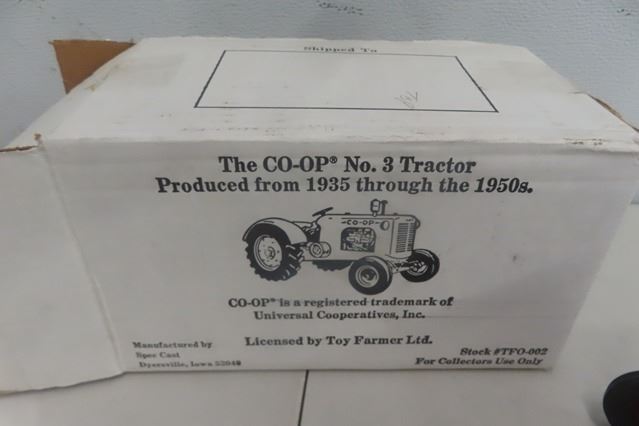 Shipped To
The CO-OP® No. 3 Tractor
Produced from 1935 through the 1950s.
CO-OP
CO-OP® is a registered trademark of
Universal Cooperatives, Inc.
Licensed by Toy Farmer Ltd.
Manufactured by
Spec Cast
Dyersville, Iowa 52040
Stock #TFO-002
For Collectors Use Only